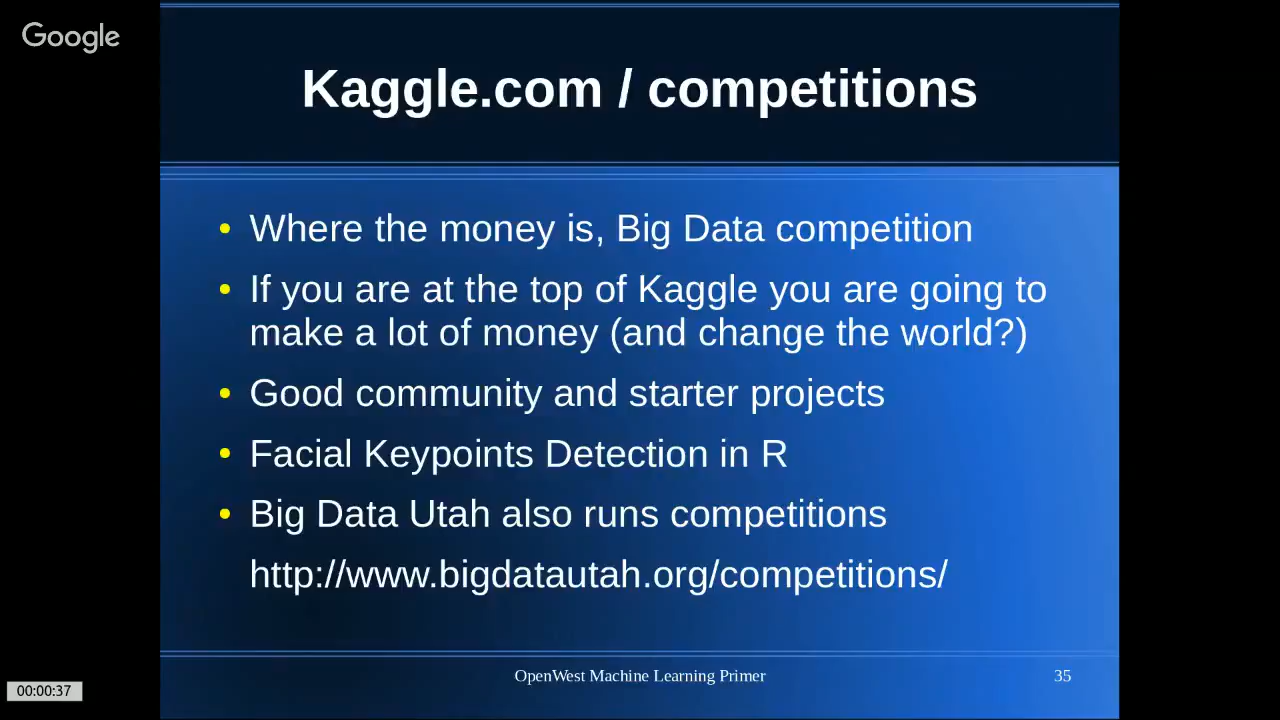 Google
Kaggle.com / competitions
• Where the money is, Big Data competition
• If you are at the top of Kaggle you are going to
make a lot of money (and change the world?)
• Good community and starter projects
• Facial Keypoints Detection in R
• Big Data Utah also runs competitions
http://www.bigdatautah.org/competitions/
OpenWest Machine Learning Primer 35
00:00:37